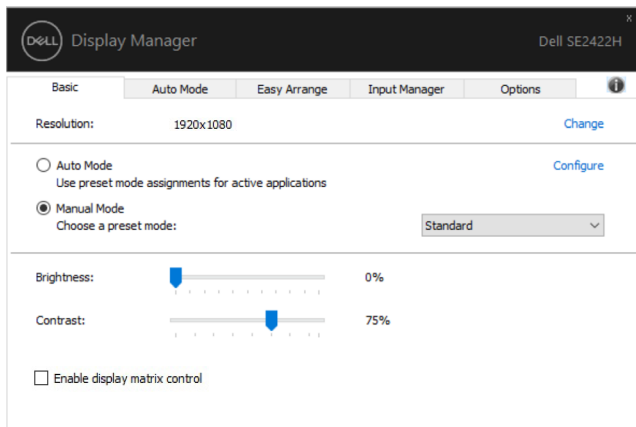 x
DELL Display Manager
Dell SE2422H
Basic
Auto Mode
Easy Arrange
Input Manager
Options
i
Resolution: 1920x1080 Change
Auto Mode Configure
Use preset mode assignments for active applications
Manual Mode
Choose a preset mode: Standard
Brightness: 0%
Contrast: 75%
Enable display matrix control